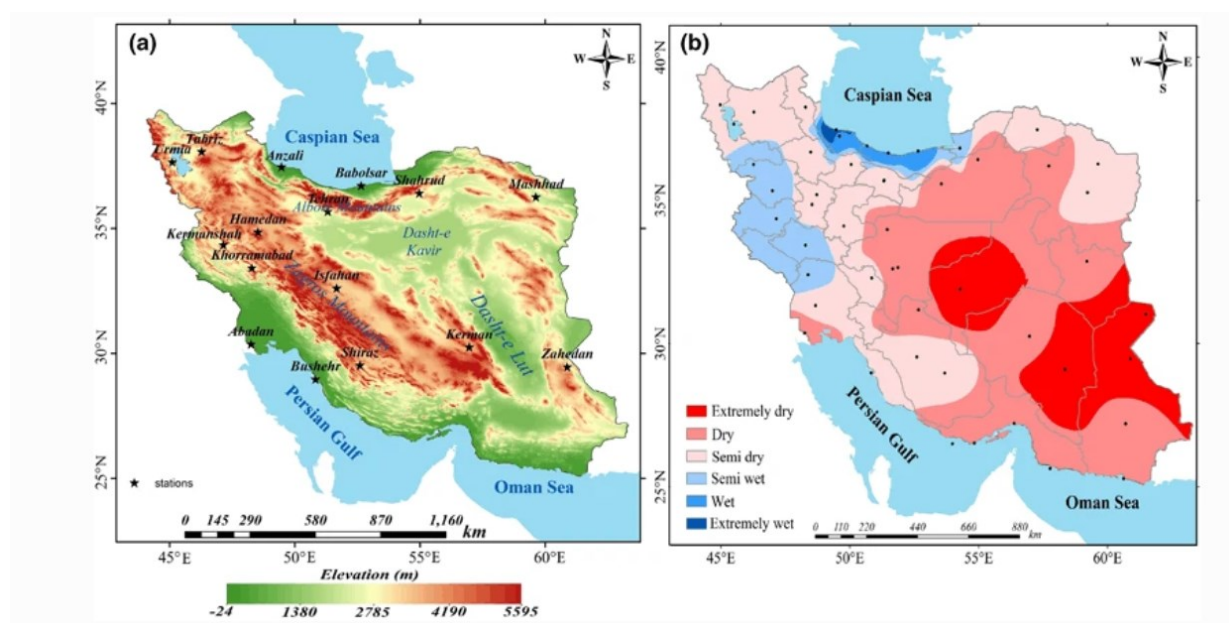 (a)
N
W E
S
40°N
35°N
30°N
25°N
Caspian Sea
Tabriz
Urmia
Anzali
Babolsar
Shahrud
Mashhad
Tehran
Hamedan
Dasht-e
Kavir
Kermanshah
Khorramabad
Isfahan
Dasht-e Lut
Abadan
Kerman
Shiraz
Zahedan
Bushehr
Persian Gulf
Oman Sea
stations
0 145 290 580 870 1,160
km
45°E 50°E 55°E 60°E
Elevation (m)
-24 1380 2785 4190 5595
(b)
N
W E
S
40°N
35°N
30°N
25°N
Caspian Sea
Persian Gulf
Oman Sea
Extremely dry
Dry
Semi dry
Semi wet
Wet
Extremely wet
0 110 220 440 660 880
km
45°E 50°E 55°E 60°E